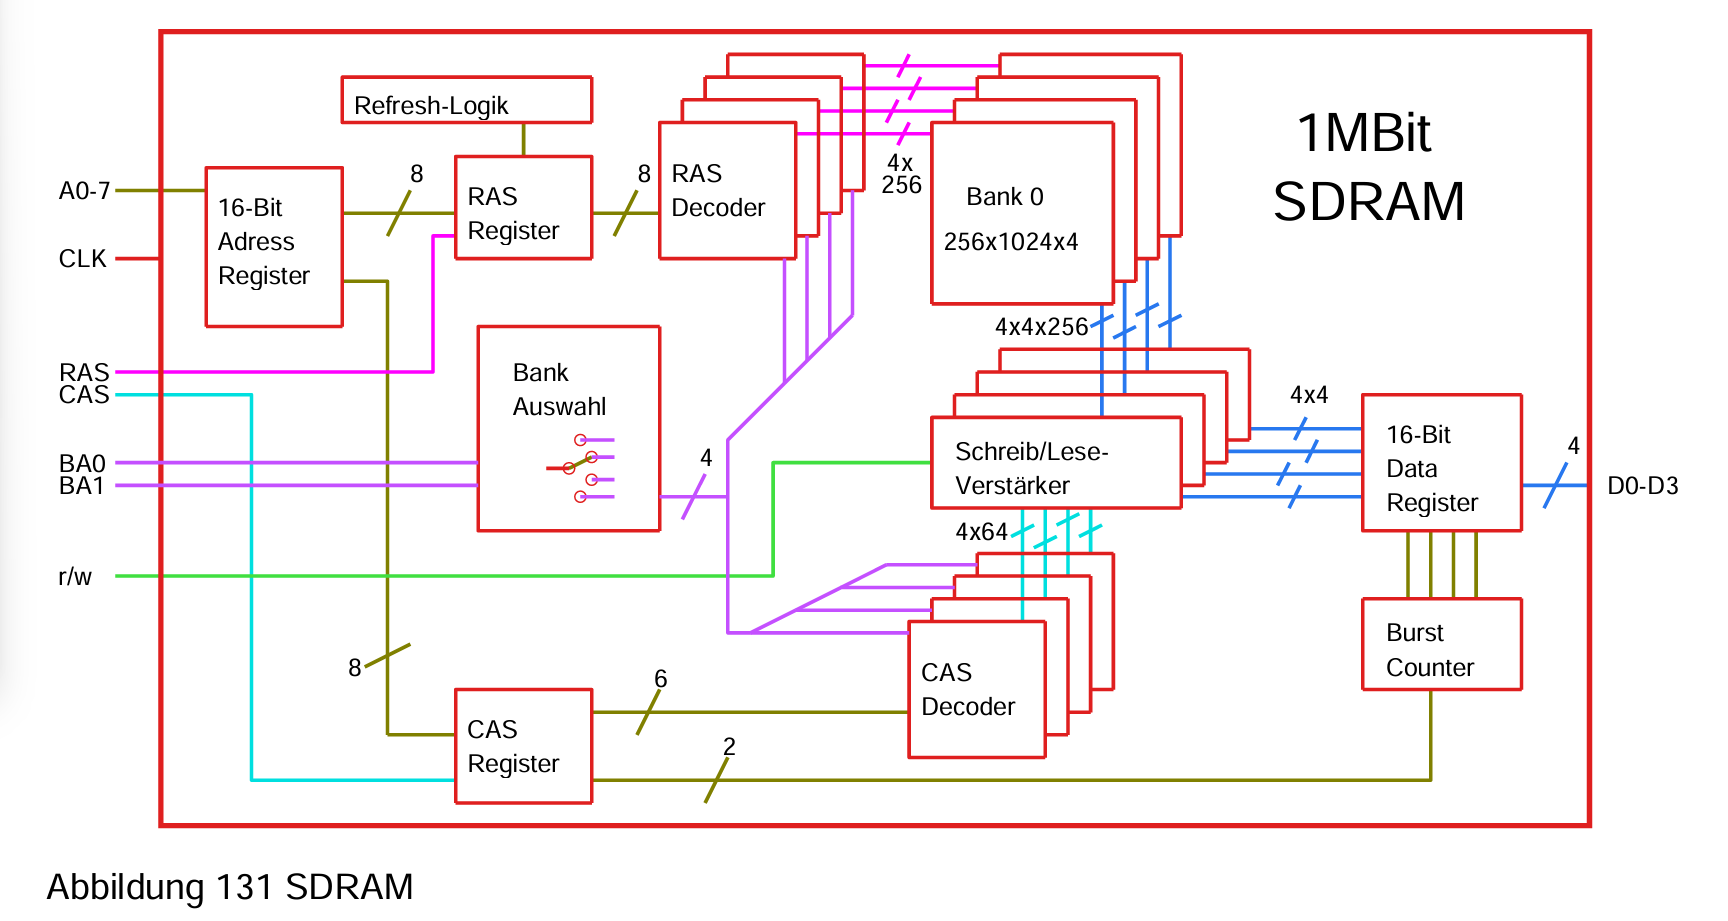 1MBit
SDRAM
Refresh-Logik
A0-7
CLK
RAS
CAS
BA0
BA1
r/w
16-Bit
Adress
Register
8
RAS
Register
8
RAS
Decoder
4x
256
Bank 0
256x1024x4
4x4x256
Bank
Auswahl
4
Schreib/Lese-
Verstärker
4x4
16-Bit
Data
Register
4
D0-D3
4x64
8
CAS
Register
6
2
CAS
Decoder
Burst
Counter
Abbildung 131 SDRAM